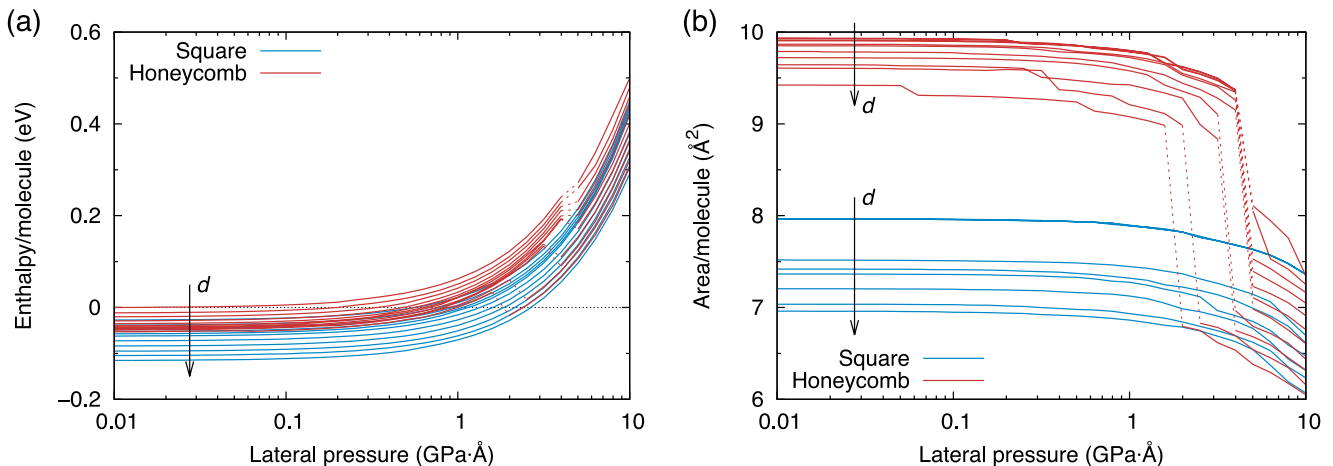 (a)
Enthalpy/molecule (eV)
0.6
0.4
0.2
0
−0.2
Square
Honeycomb
d
0.01
0.1
1
10
Lateral pressure (GPa·Å)
(b)
Area/molecule (Å²)
10
9
8
7
6
d
d
Square
Honeycomb
0.01
0.1
1
10
Lateral pressure (GPa·Å)